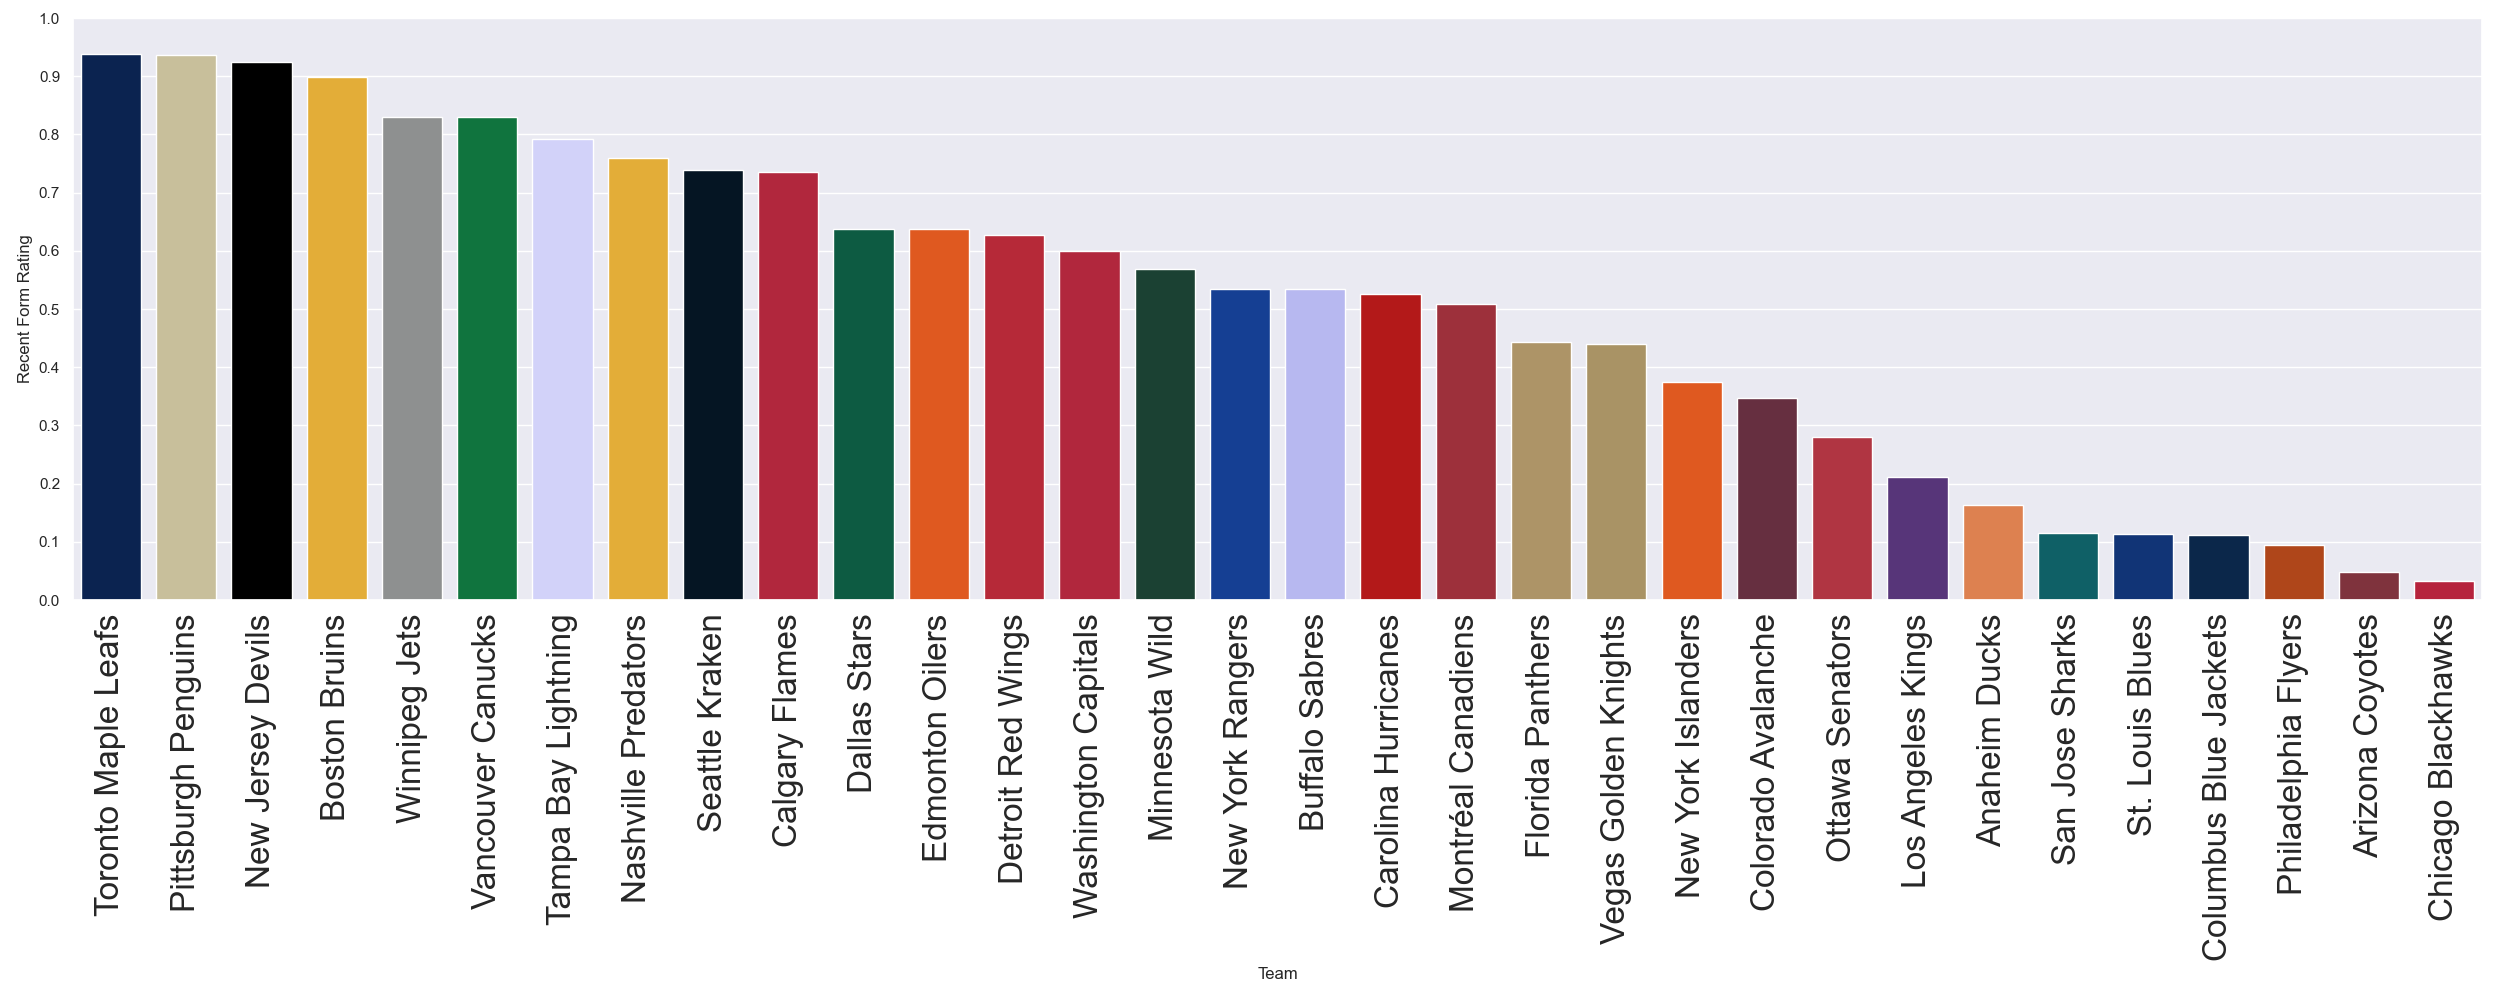 1.0
0.9
0.8
0.7
0.6
0.5
0.4
0.3
0.2
0.1
0.0
Recent Form Rating
Toronto Maple Leafs
Pittsburgh Penguins
New Jersey Devils
Boston Bruins
Winnipeg Jets
Vancouver Canucks
Tampa Bay Lightning
Nashville Predators
Seattle Kraken
Calgary Flames
Dallas Stars
Edmonton Oilers
Detroit Red Wings
Washington Capitals
Minnesota Wild
New York Rangers
Buffalo Sabres
Carolina Hurricanes
Montréal Canadiens
Florida Panthers
Vegas Golden Knights
New York Islanders
Colorado Avalanche
Ottawa Senators
Los Angeles Kings
Anaheim Ducks
San Jose Sharks
St. Louis Blues
Columbus Blue Jackets
Philadelphia Flyers
Arizona Coyotes
Chicago Blackhawks
Team